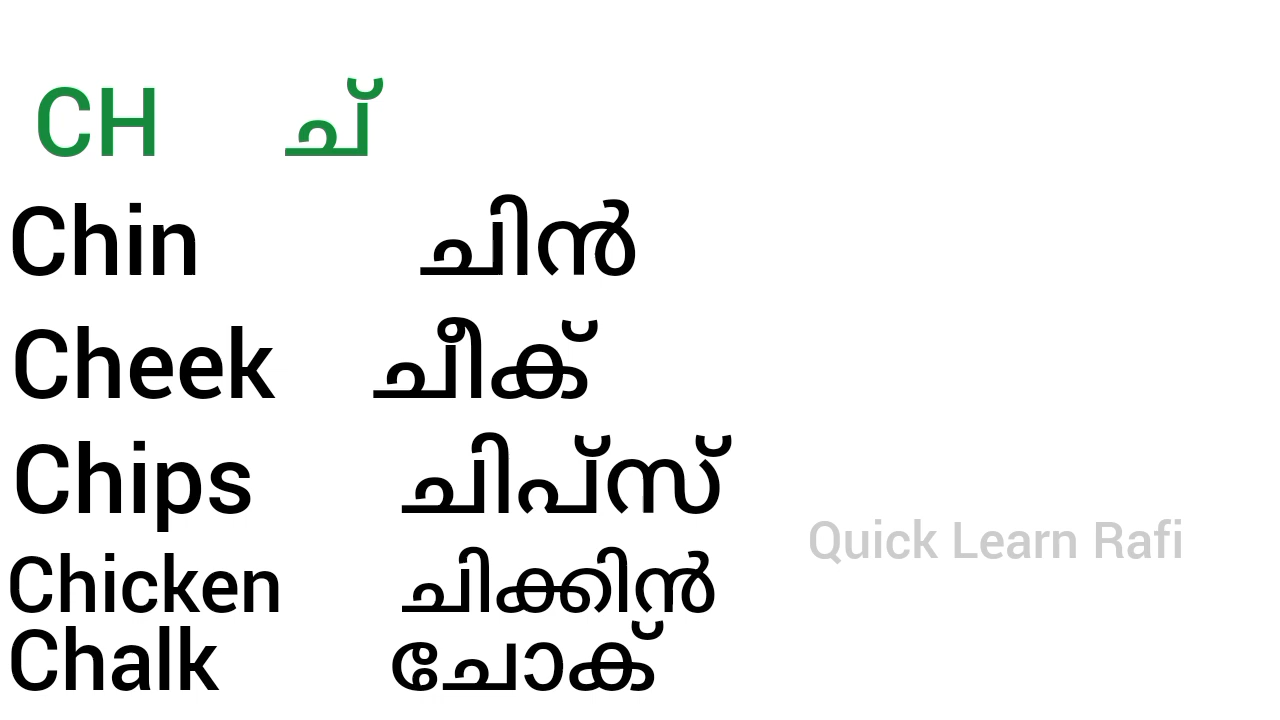 CH ച്
Chin ചിൻ
Cheek ചീക്
Chips ചിപ്സ്
Quick Learn Rafi
Chicken ചിക്കിൻ
Chalk ചോക്